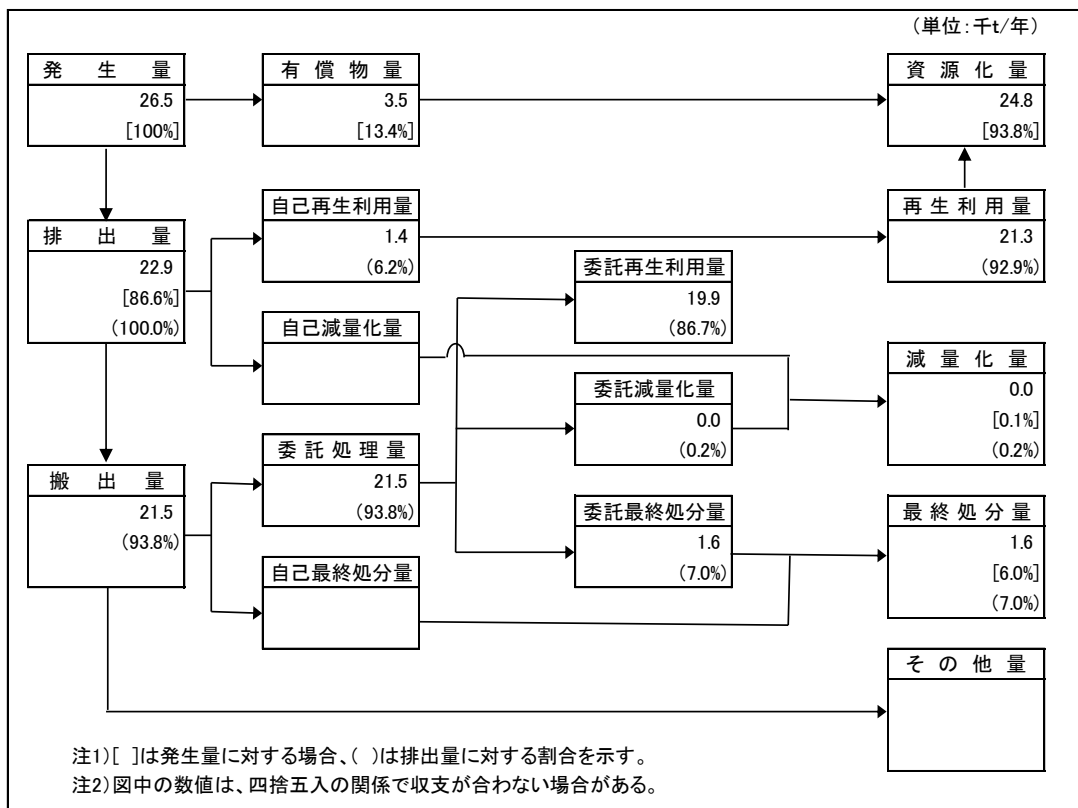 (単位:千t/年)
発生量
26.5
[100%]
有償物量
3.5
[13.4%]
資源化量
24.8
[93.8%]
排出量
22.9
[86.6%]
(100.0%)
自己再生利用量
1.4
(6.2%)
再生利用量
21.3
(92.9%)
委託再生利用量
19.9
(86.7%)
自己減量化量
委託減量化量
0.0
(0.2%)
減量化量
0.0
[0.1%]
(0.2%)
搬出量
21.5
(93.8%)
委託処理量
21.5
(93.8%)
委託最終処分量
1.6
(7.0%)
最終処分量
1.6
[6.0%]
(7.0%)
自己最終処分量
その他量
注1)[ ]は発生量に対する場合、( )は排出量に対する割合を示す。
注2)図中の数値は、四捨五入の関係で収支が合わない場合がある。